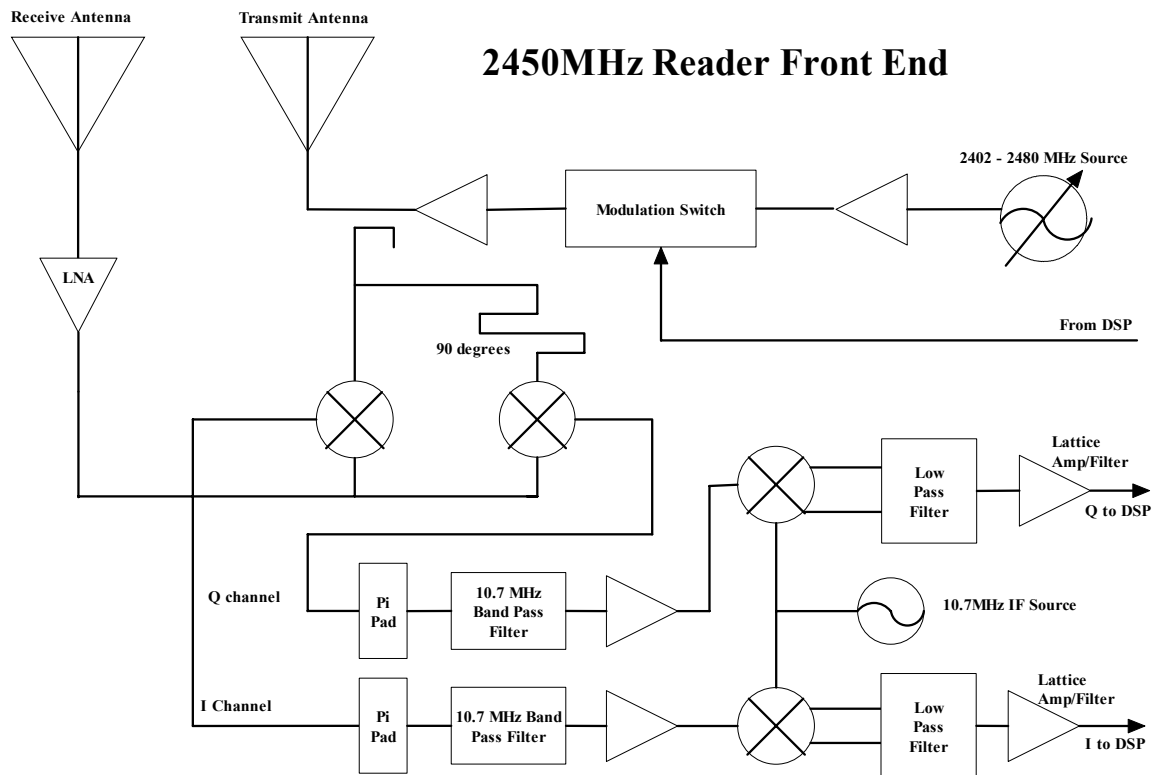 Receive Antenna
Transmit Antenna
2450MHz Reader Front End
2402 - 2480 MHz Source
Modulation Switch
LNA
From DSP
90 degrees
Lattice
Amp/Filter
Low
Pass
Filter
Q to DSP
Q channel
Pi
Pad
10.7 MHz
Band Pass
Filter
10.7MHz IF Source
I Channel
Pi
Pad
10.7 MHz Band
Pass Filter
Lattice
Amp/Filter
Low
Pass
Filter
I to DSP